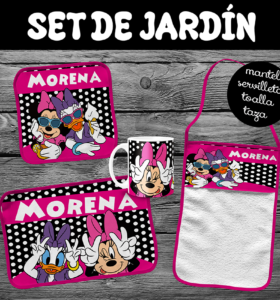 SET DE JARDÍN
MORENA
mantel
servilleta
toalla
taza
MORENA
MORENA